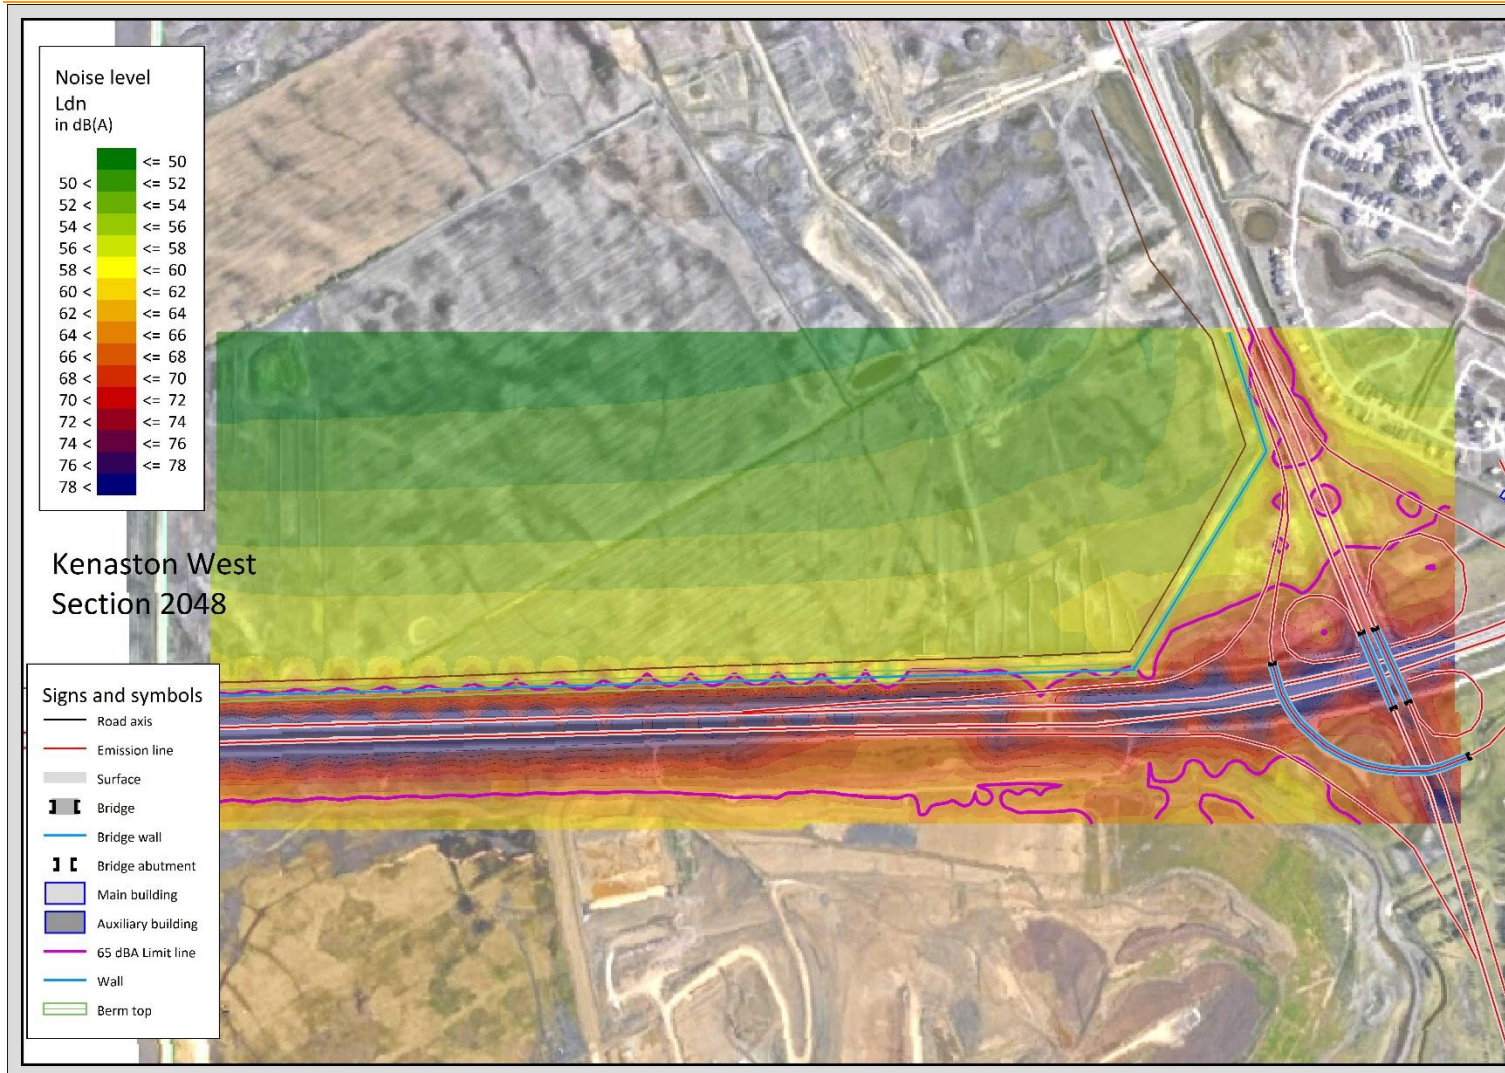 Noise level
Ldn
in dB(A)
<= 50
50 < <= 52
52 < <= 54
54 < <= 56
56 < <= 58
58 < <= 60
60 < <= 62
62 < <= 64
64 < <= 66
66 < <= 68
68 < <= 70
70 < <= 72
72 < <= 74
74 < <= 76
76 < <= 78
78 <
Kenaston West
Section 2048
Signs and symbols
Road axis
Emission line
Surface
Bridge
Bridge wall
Bridge abutment
Main building
Auxiliary building
65 dBA Limit line
Wall
Berm top